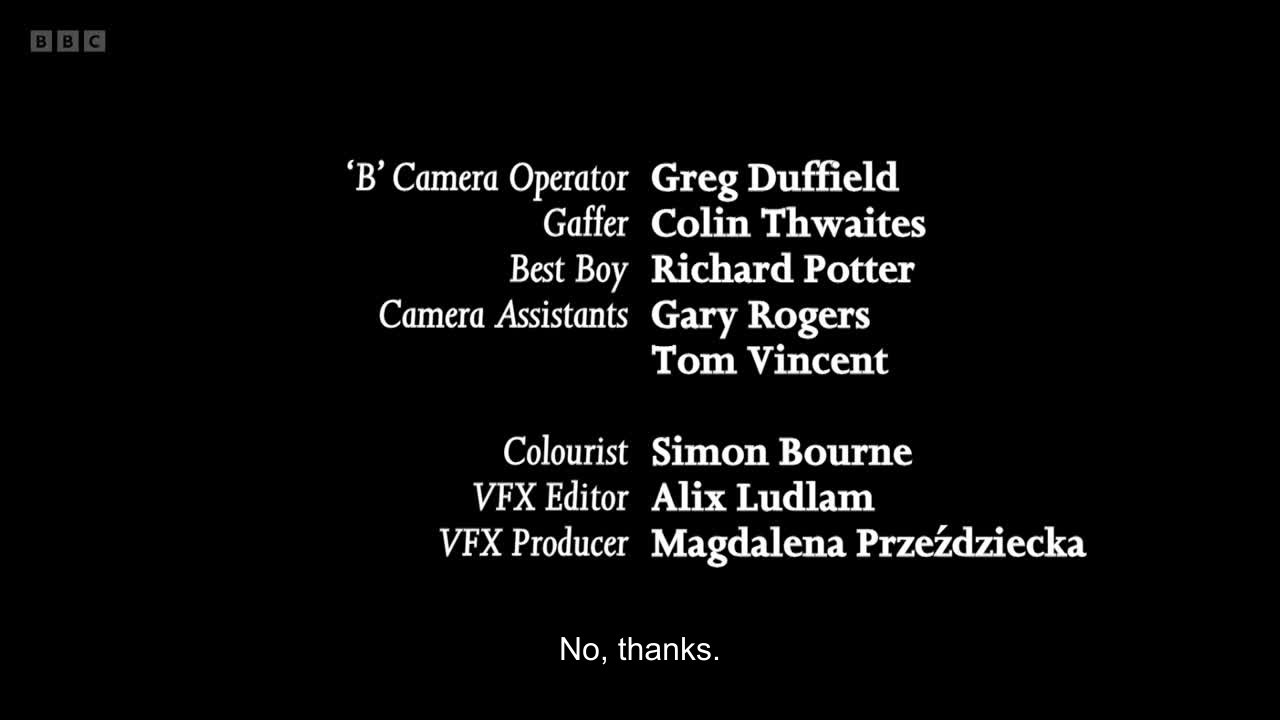 BBC
‘B’ Camera Operator Greg Duffield
Gaffer Colin Thwaites
Best Boy Richard Potter
Camera Assistants Gary Rogers
Tom Vincent
Colourist Simon Bourne
VFX Editor Alix Ludlam
VFX Producer Magdalena Przeździecka
No, thanks.